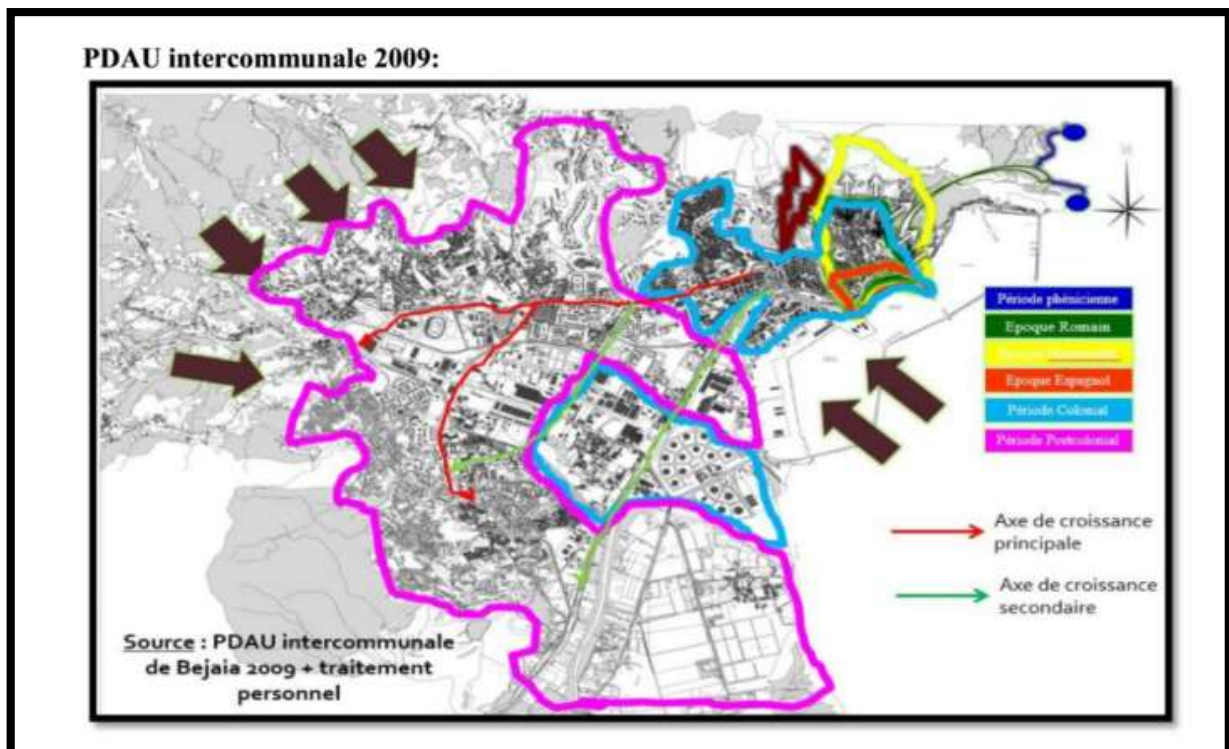 PDAU intercommunale 2009:
Période phénicienne
Epoque Romain
Epoque Espagnol
Période Colonial
Période Postcolonial
Axe de croissance
principale
Axe de croissance
secondaire
Source : PDAU intercommunale
de Bejaia 2009 + traitement
personnel